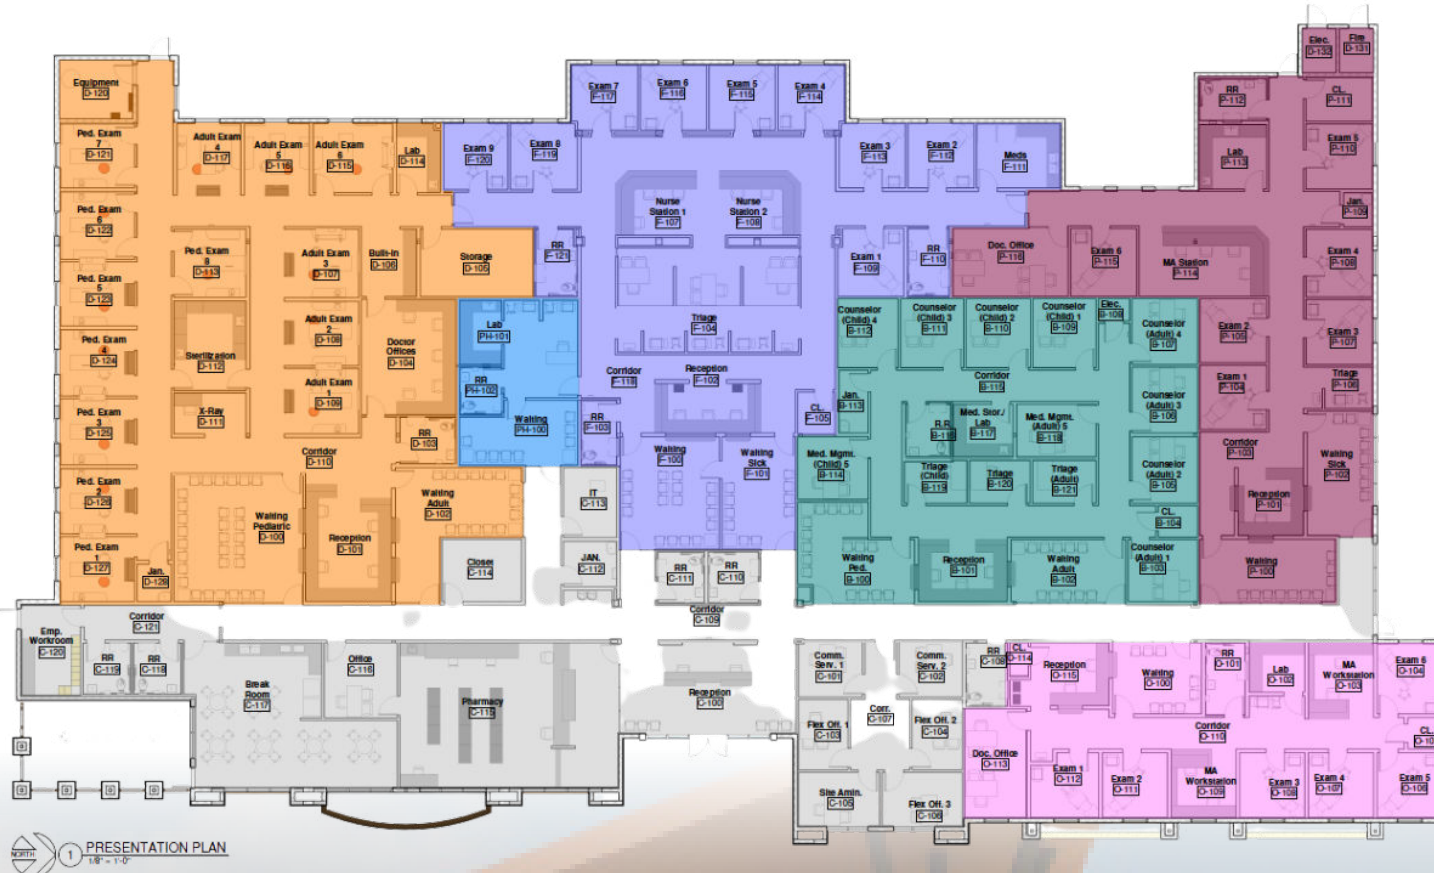 Equipment
D-120
Ped. Exam
7
D-121
Ped. Exam
6
D-122
Ped. Exam
5
D-123
Ped. Exam
4
D-124
Ped. Exam
3
D-125
Ped. Exam
2
D-126
Ped. Exam
1
D-127
Jan.
D-128
Adult Exam
4
D-117
Adult Exam
5
D-116
Adult Exam
6
D-115
Lab
D-114
Ped. Exam
8
D-113
Adult Exam
3
D-107
Built-in
D-106
Storage
D-105
Sterilization
D-112
Adult Exam
2
D-108
Doctor
Offices
D-104
X-Ray
D-111
Adult Exam
1
D-109
RR
D-103
Corridor
D-110
Waiting
Pediatric
D-100
Reception
D-101
Waiting
Adult
D-102
Lab
PH-101
RR
PH-102
Waiting
PH-100
Exam 7
F-117
Exam 6
F-116
Exam 5
F-115
Exam 4
F-114
Exam 9
F-120
Exam 8
F-119
Exam 3
F-113
Exam 2
F-112
Meds
F-111
Nurse
Station 1
F-107
Nurse
Station 2
F-108
RR
F-121
Exam 1
F-109
RR
F-110
Triage
F-104
Corridor
F-118
Reception
F-102
RR
F-103
CL.
F-105
Waiting
F-100
Waiting
Sick
F-101
Elec.
D-132
Fire
D-131
RR
P-112
CL.
P-111
Lab
P-113
Exam 5
P-110
Jan.
P-109
Doc. Office
P-116
Exam 6
P-115
MA Station
P-114
Exam 4
P-108
Exam 2
P-105
Exam 3
P-107
Exam 1
P-104
Triage
P-106
Corridor
P-103
Waiting
Sick
P-102
Reception
P-101
Waiting
P-100
Counselor
(Child) 4
B-112
Counselor
(Child) 3
B-111
Counselor
(Child) 2
B-110
Counselor
(Child) 1
B-109
Elec.
B-108
Counselor
(Adult) 4
B-107
Corridor
B-115
Jan.
B-113
Counselor
(Adult) 3
B-106
R.R
B-116
Med. Stor./
Lab
B-117
Med. Mgmt.
(Adult) 5
B-118
Med. Mgmt.
(Child) 5
B-114
Triage
(Child)
B-119
Triage
B-120
Triage
(Adult)
B-121
Counselor
(Adult) 2
B-105
CL.
B-104
Waiting
Ped.
B-100
Reception
B-101
Waiting
Adult
B-102
Counselor
(Adult) 1
B-103
IT
C-113
Closet
C-114
JAN.
C-112
RR
C-111
RR
C-110
Corridor
C-109
Corridor
C-121
Emp.
Workroom
C-120
RR
C-119
RR
C-118
Office
C-116
Break
Room
C-117
Pharmacy
C-115
Reception
C-100
Comm.
Serv. 1
C-101
Comm.
Serv. 2
C-102
RR
C-108
Flex Off. 1
C-103
Corr.
C-107
Flex Off. 2
C-104
Site Amin.
C-105
Flex Off. 3
C-106
CL.
O-114
Reception
O-115
Waiting
O-100
RR
O-101
Lab
O-102
MA
Workstation
O-103
Exam 6
O-104
Corridor
O-110
CL.
O-10
Doc. Office
O-113
Exam 1
O-112
Exam 2
O-111
MA
Workstation
O-109
Exam 3
O-108
Exam 4
O-107
Exam 5
O-106
NORTH
1
PRESENTATION PLAN
1/8" = 1'-0"